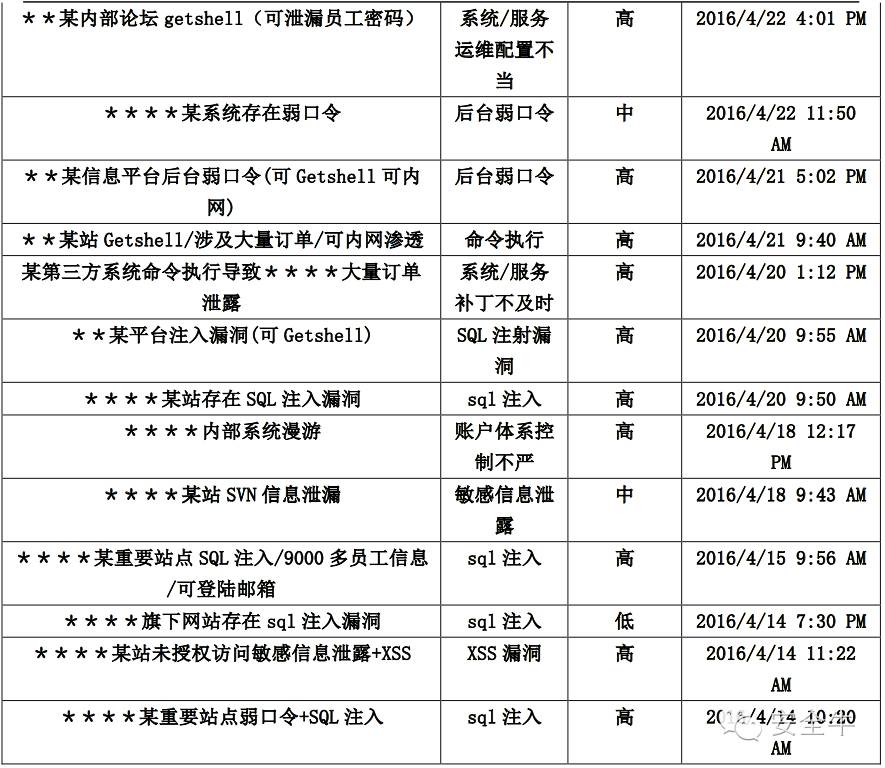 **某内部论坛 getshell（可泄漏员工密码）
系统/服务
运维配置不
当
高
2016/4/22 4:01 PM
****某系统存在弱口令
后台弱口令
中
2016/4/22 11:50
AM
**某信息平台后台弱口令(可 Getshell 可内
网)
后台弱口令
高
2016/4/21 5:02 PM
**某站 Getshell/涉及大量订单/可内网渗透
命令执行
高
2016/4/21 9:40 AM
某第三方系统命令执行导致****大量订单
泄露
系统/服务
补丁不及时
高
2016/4/20 1:12 PM
**某平台注入漏洞(可 Getshell)
SQL 注射漏
洞
高
2016/4/20 9:55 AM
****某站存在 SQL 注入漏洞
sql 注入
高
2016/4/20 9:50 AM
****内部系统漫游
账户体系控
制不严
高
2016/4/18 12:17
PM
****某站 SVN 信息泄漏
敏感信息泄
露
中
2016/4/18 9:43 AM
****某重要站点 SQL 注入/9000 多员工信息
/可登陆邮箱
sql 注入
高
2016/4/15 9:56 AM
****旗下网站存在 sql 注入漏洞
sql 注入
低
2016/4/14 7:30 PM
****某站未授权访问敏感信息泄露+XSS
XSS 漏洞
高
2016/4/14 11:22
AM
****某重要站点弱口令+SQL 注入
sql 注入
高
2016/4/14 10:20
AM
安全牛